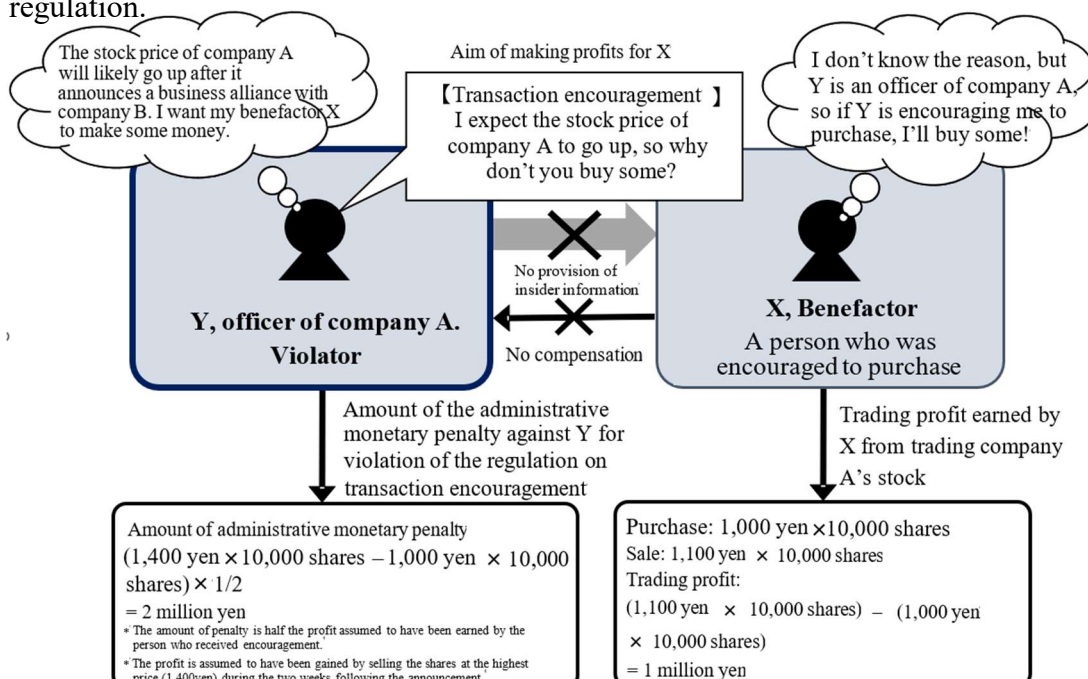 regulation.
The stock price of company A
will likely go up after it
announces a business alliance with
company B. I want my benefactor X
to make some money.
Aim of making profits for X
【Transaction encouragement 】
I expect the stock price of
company A to go up, so why
don't you buy some?
I don't know the reason, but
Y is an officer of company A,
so if Y is encouraging me to
purchase, I'll buy some!
No provision of
insider information
Y, officer of company A.
Violator
No compensation
X, Benefactor
A person who was
encouraged to purchase
Amount of the administrative
monetary penalty against Y for
violation of the regulation on
transaction encouragement
Trading profit earned by
X from trading company
A's stock
Amount of administrative monetary penalty
(1,400 yen ×10,000 shares –1,000 yen × 10,000
shares) × 1/2
= 2 million yen
* The amount of penalty is half the profit assumed to have been earned by the
person who received encouragement.
* The profit is assumed to have been gained by selling the shares at the highest
price (1,400yen) during the two weeks following the announcement.
Purchase: 1,000 yen ×10,000 shares
Sale: 1,100 yen × 10,000 shares
Trading profit:
(1,100 yen × 10,000 shares) – (1,000 yen
× 10,000 shares)
= 1 million yen